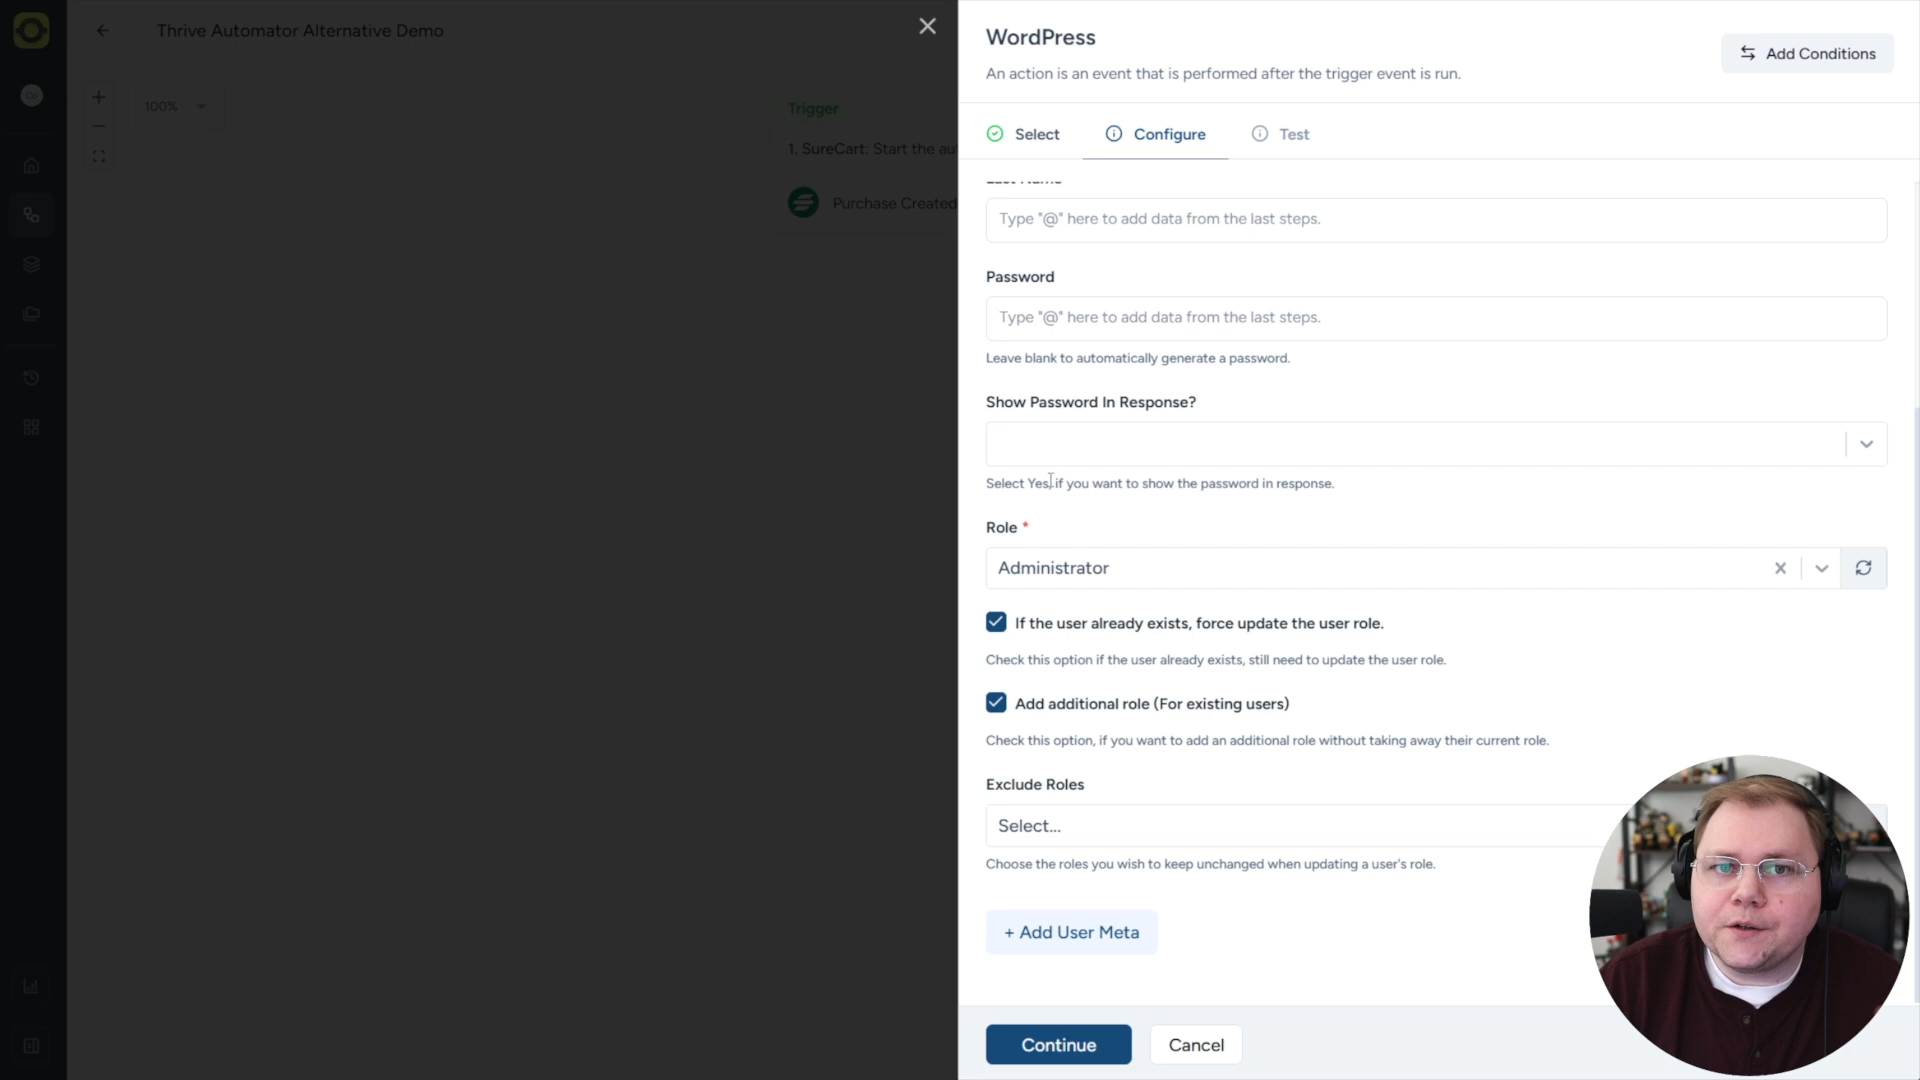 Thrive Automator Alternative Demo
100%
Trigger
1. SureCart: Start the au
Purchase Created
WordPress
An action is an event that is performed after the trigger event is run.
Add Conditions
Select
Configure
Test
Last Name
Type "@" here to add data from the last steps.
Password
Type "@" here to add data from the last steps.
Leave blank to automatically generate a password.
Show Password In Response?
Select Yes, if you want to show the password in response.
Role *
Administrator
If the user already exists, force update the user role.
Check this option if the user already exists, still need to update the user role.
Add additional role (For existing users)
Check this option, if you want to add an additional role without taking away their current role.
Exclude Roles
Select...
Choose the roles you wish to keep unchanged when updating a user's role.
+ Add User Meta
Continue
Cancel